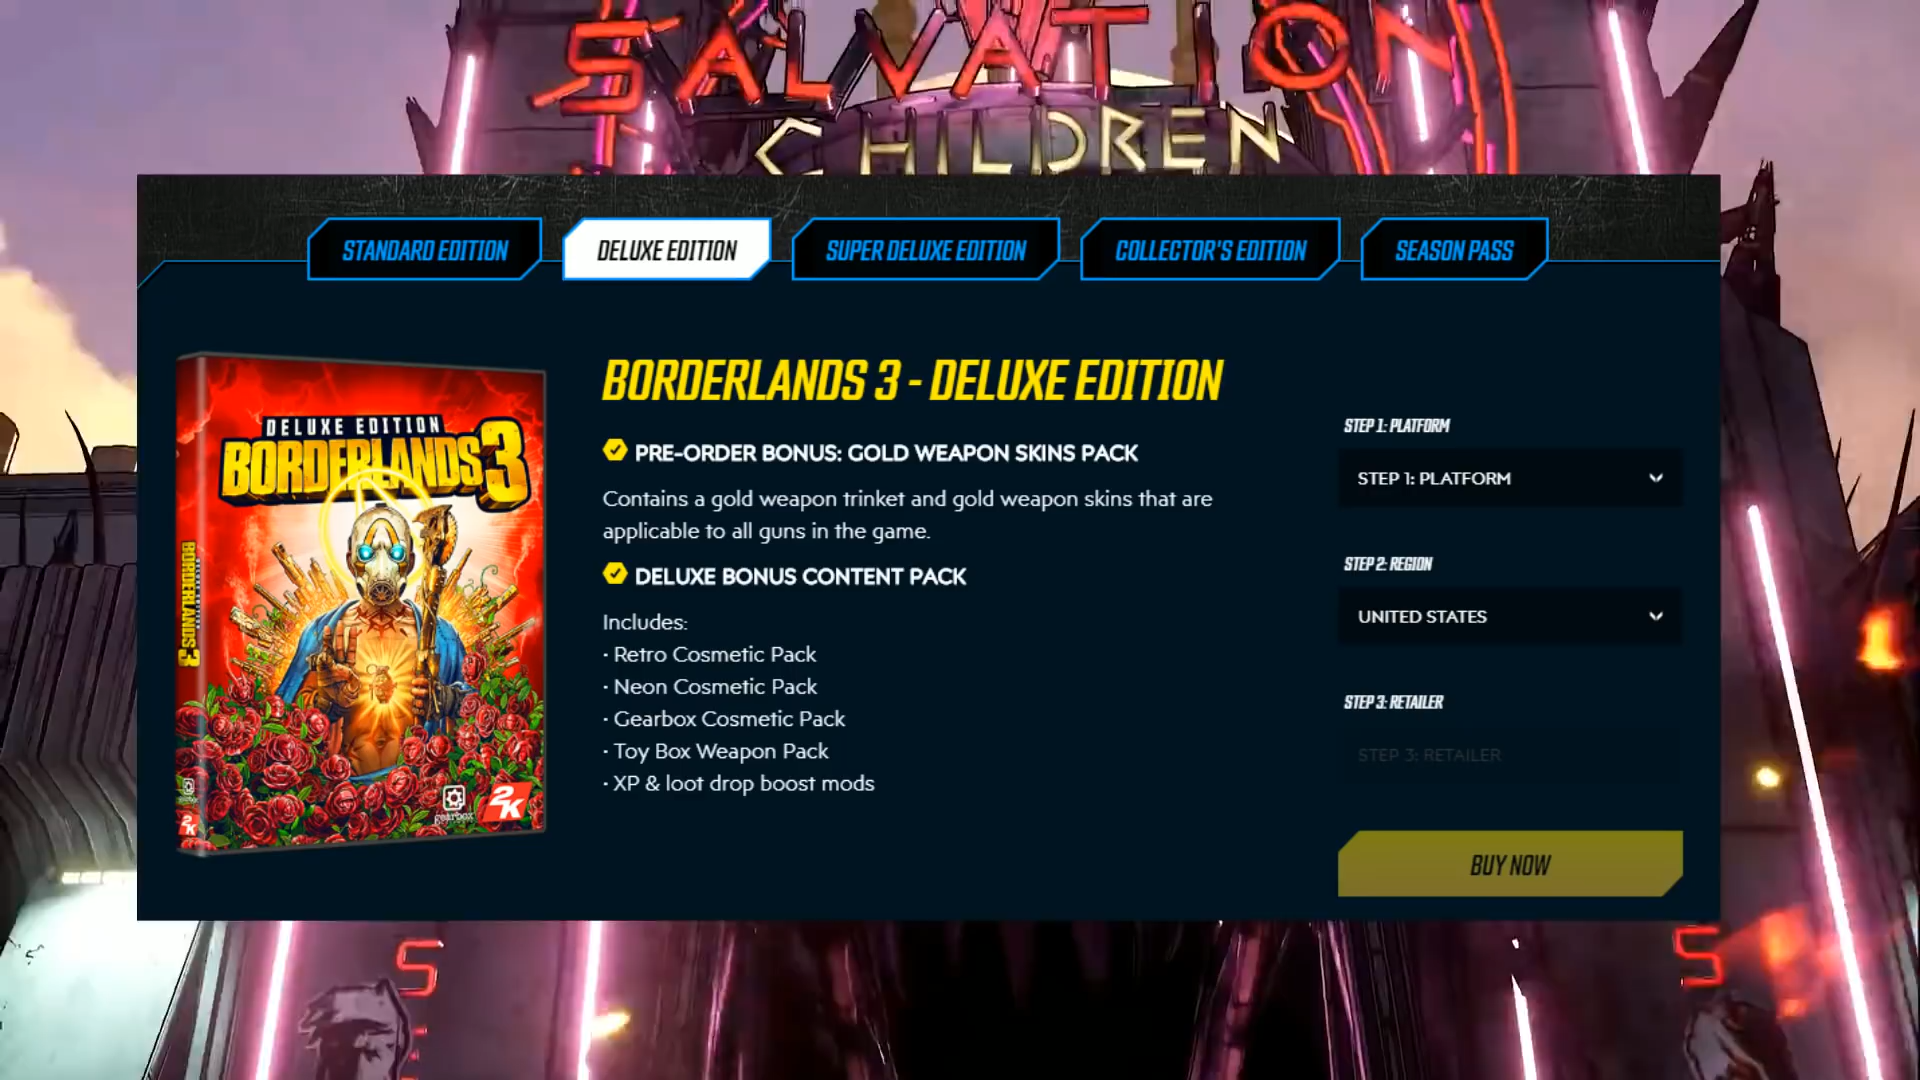 SALVATION
CHILDREN
STANDARD EDITION
DELUXE EDITION
SUPER DELUXE EDITION
COLLECTOR'S EDITION
SEASON PASS
DELUXE EDITION
BORDERLANDS 3
BORDERLANDS 3
gearbox
2K
2K
BORDERLANDS 3 - DELUXE EDITION
PRE-ORDER BONUS: GOLD WEAPON SKINS PACK
Contains a gold weapon trinket and gold weapon skins that are
applicable to all guns in the game.
DELUXE BONUS CONTENT PACK
Includes:
· Retro Cosmetic Pack
· Neon Cosmetic Pack
· Gearbox Cosmetic Pack
· Toy Box Weapon Pack
· XP & loot drop boost mods
STEP 1: PLATFORM
STEP 1: PLATFORM
STEP 2: REGION
UNITED STATES
STEP 3: RETAILER
STEP 3: RETAILER
BUY NOW
S
S